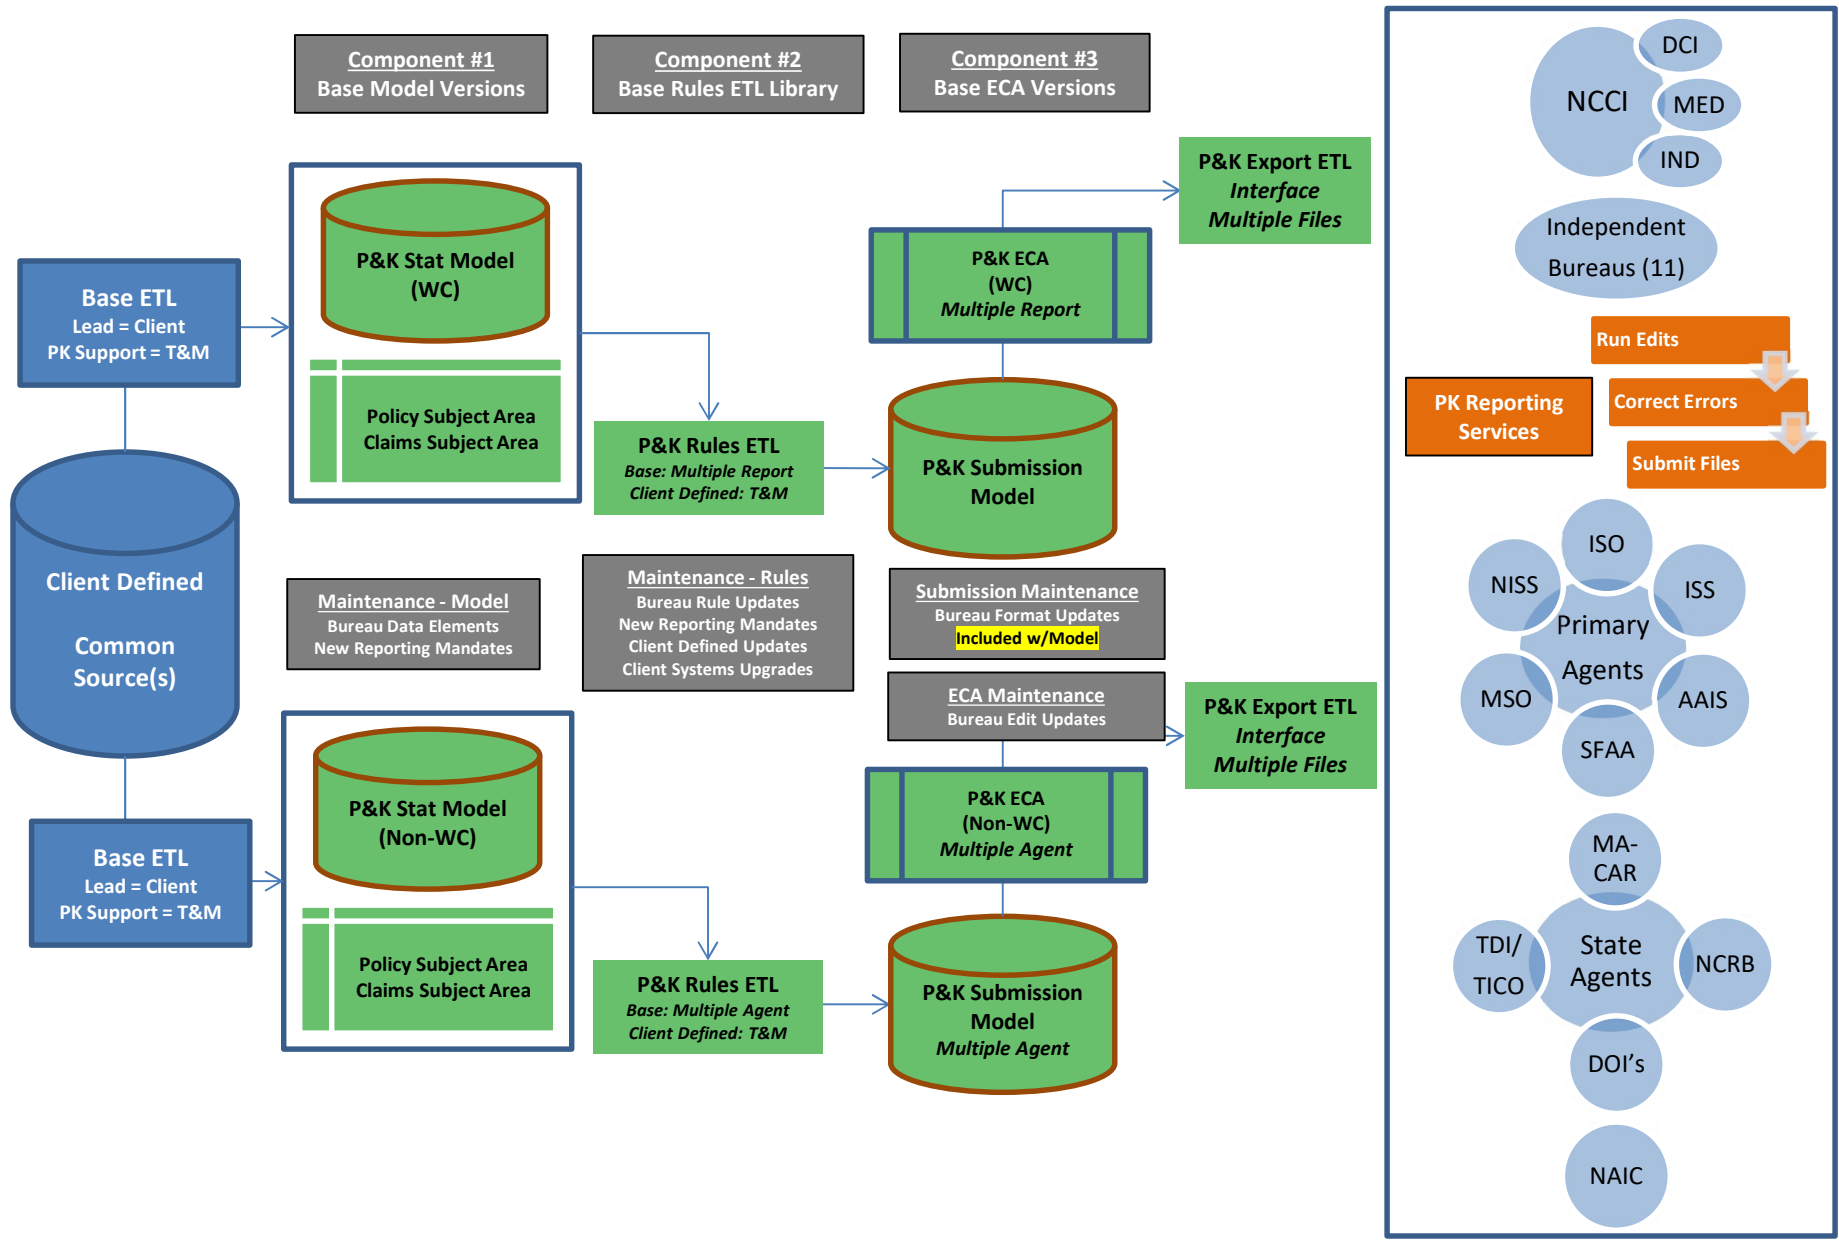 Component #1
Base Model Versions
Component #2
Base Rules ETL Library
Component #3
Base ECA Versions
P&K Export ETL
Interface
Multiple Files
P&K Stat Model
(WC)
P&K ECA
(WC)
Multiple Report
Base ETL
Lead = Client
PK Support = T&M
Policy Subject Area
Claims Subject Area
P&K Rules ETL
Base: Multiple Report
Client Defined: T&M
P&K Submission
Model
Client Defined
Common
Source(s)
Maintenance - Model
Bureau Data Elements
New Reporting Mandates
Maintenance - Rules
Bureau Rule Updates
New Reporting Mandates
Client Defined Updates
Client Systems Upgrades
Submission Maintenance
Bureau Format Updates
Included w/Model
ECA Maintenance
Bureau Edit Updates
P&K Export ETL
Interface
Multiple Files
P&K Stat Model
(Non-WC)
P&K ECA
(Non-WC)
Multiple Agent
Base ETL
Lead = Client
PK Support = T&M
Policy Subject Area
Claims Subject Area
P&K Rules ETL
Base: Multiple Agent
Client Defined: T&M
P&K Submission
Model
Multiple Agent
NCCI
DCI
MED
IND
Independent
Bureaus (11)
Run Edits
PK Reporting
Services
Correct Errors
Submit Files
ISO
NISS
ISS
Primary
Agents
MSO
AAIS
SFAA
MA-
CAR
TDI/
TICO
State
Agents
NCRB
DOI's
NAIC